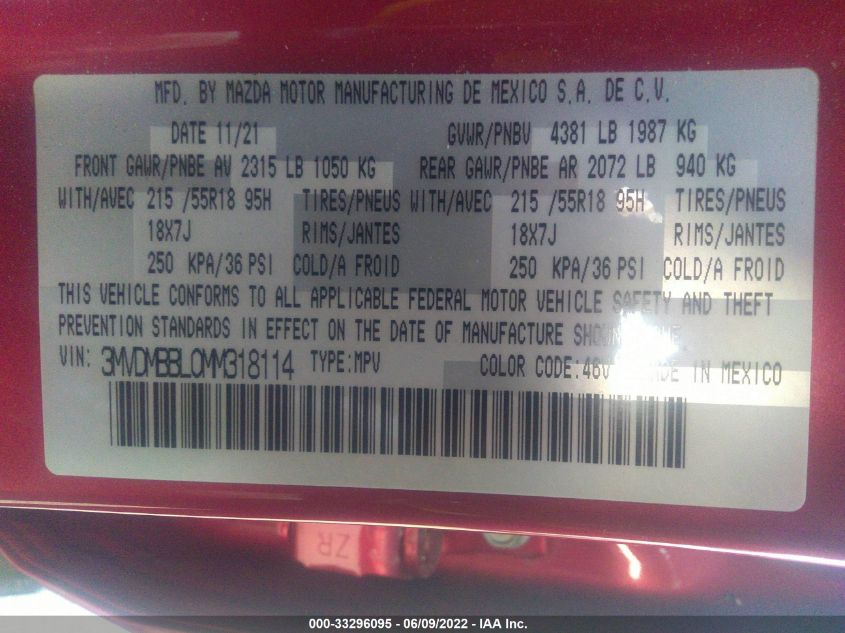 MFD. BY MAZDA MOTOR MANUFACTURING DE MEXICO S.A. DE C.V.
DATE 11/21 GVWR/PNBV 4381 LB 1987 KG
FRONT GAWR/PNBE AV 2315 LB 1050 KG REAR GAWR/PNBE AR 2072 LB 940 KG
WITH/AVEC 215 /55R18 95H TIRES/PNEUS WITH/AVEC 215 /55R18 95H TIRES/PNEUS
18X7J RIMS/JANTES 18X7J RIMS/JANTES
250 KPA/36 PSI COLD/A FROID 250 KPA/36 PSI COLD/A FROID
THIS VEHICLE CONFORMS TO ALL APPLICABLE FEDERAL MOTOR VEHICLE SAFETY AND THEFT
PREVENTION STANDARDS IN EFFECT ON THE DATE OF MANUFACTURE
VIN: 3MVDMBBL0MM318114 TYPE:MPV COLOR CODE:46V MADE IN MEXICO
ZR
000-33296095 - 06/09/2022 - IAA Inc.